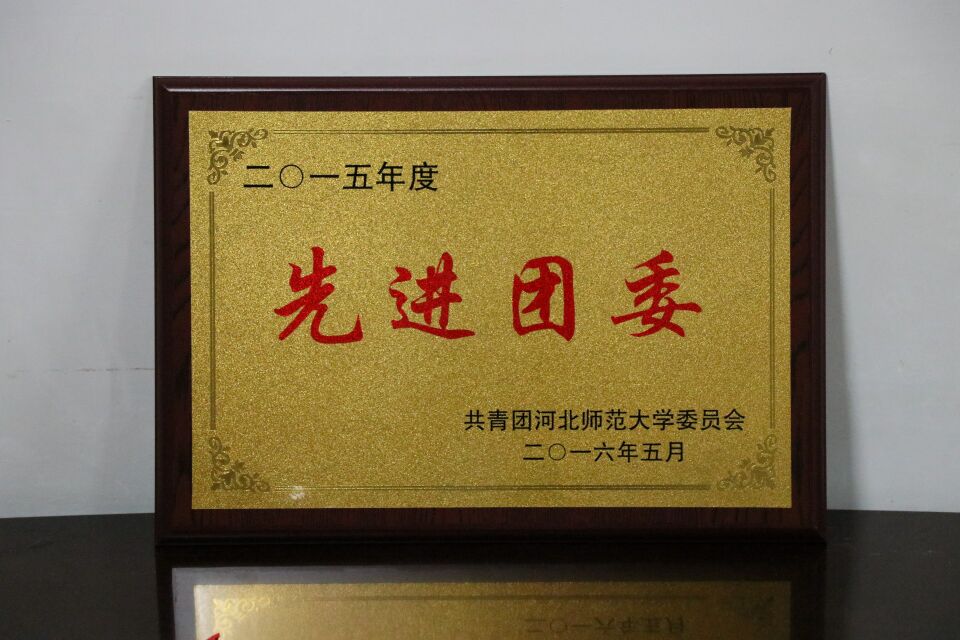 二〇一五年度
先进团委
共青团河北师范大学委员会
二〇一六年五月